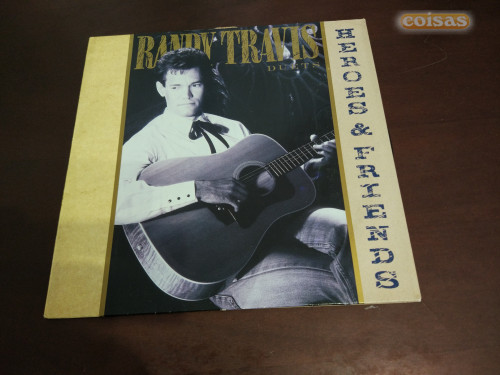 coisas
RANDY TRAVIS
DUETS
HEROES & FRIENDS